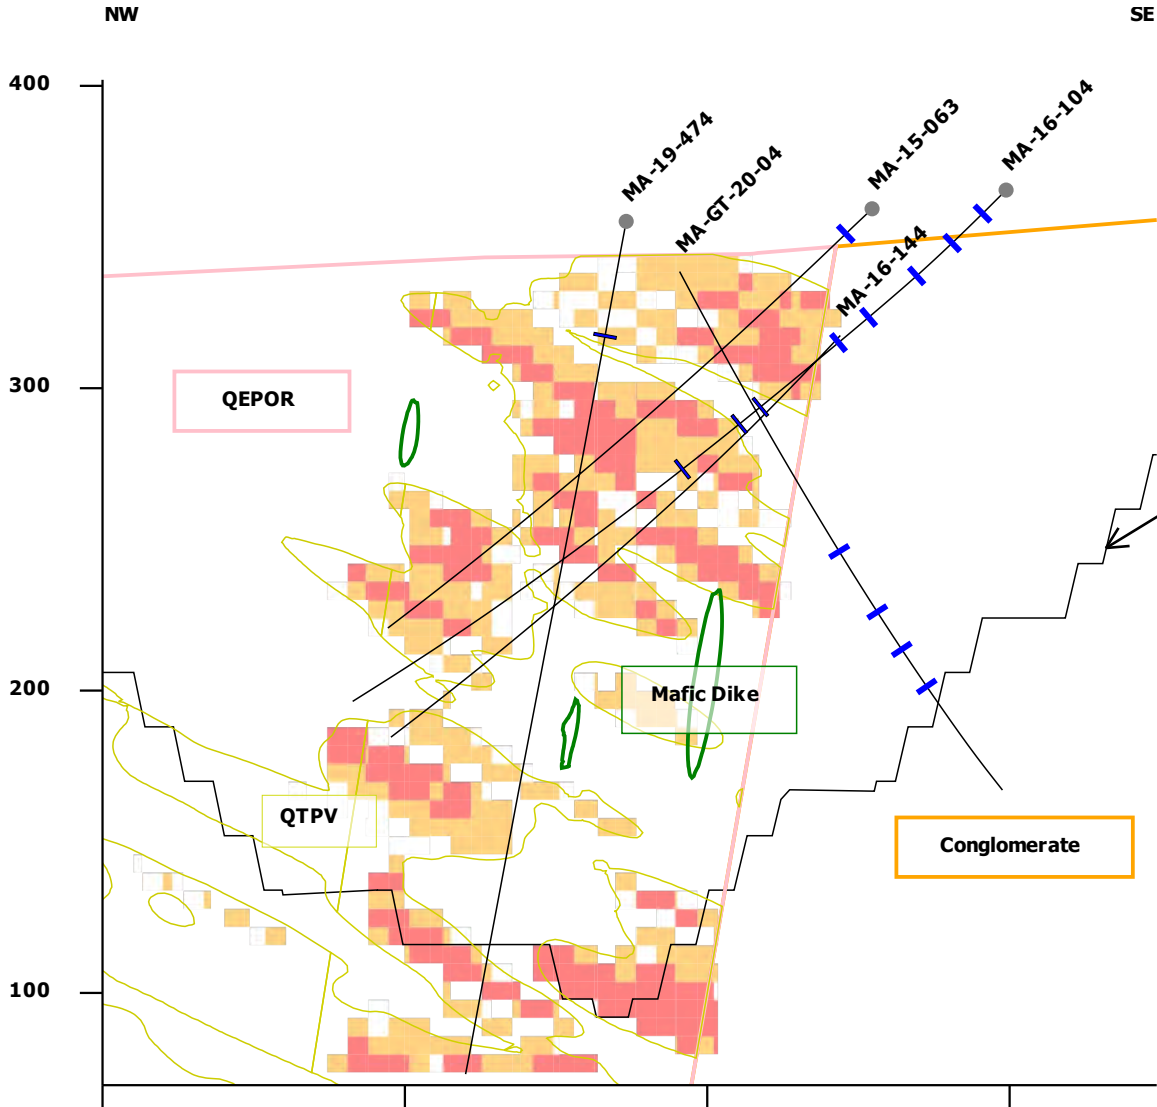 NW
SE
400
MA-19-474
MA-GT-20-04
MA-15-063
MA-16-104
MA-16-144
300
QEPOR
200
Mafic Dike
QTPV
Conglomerate
100